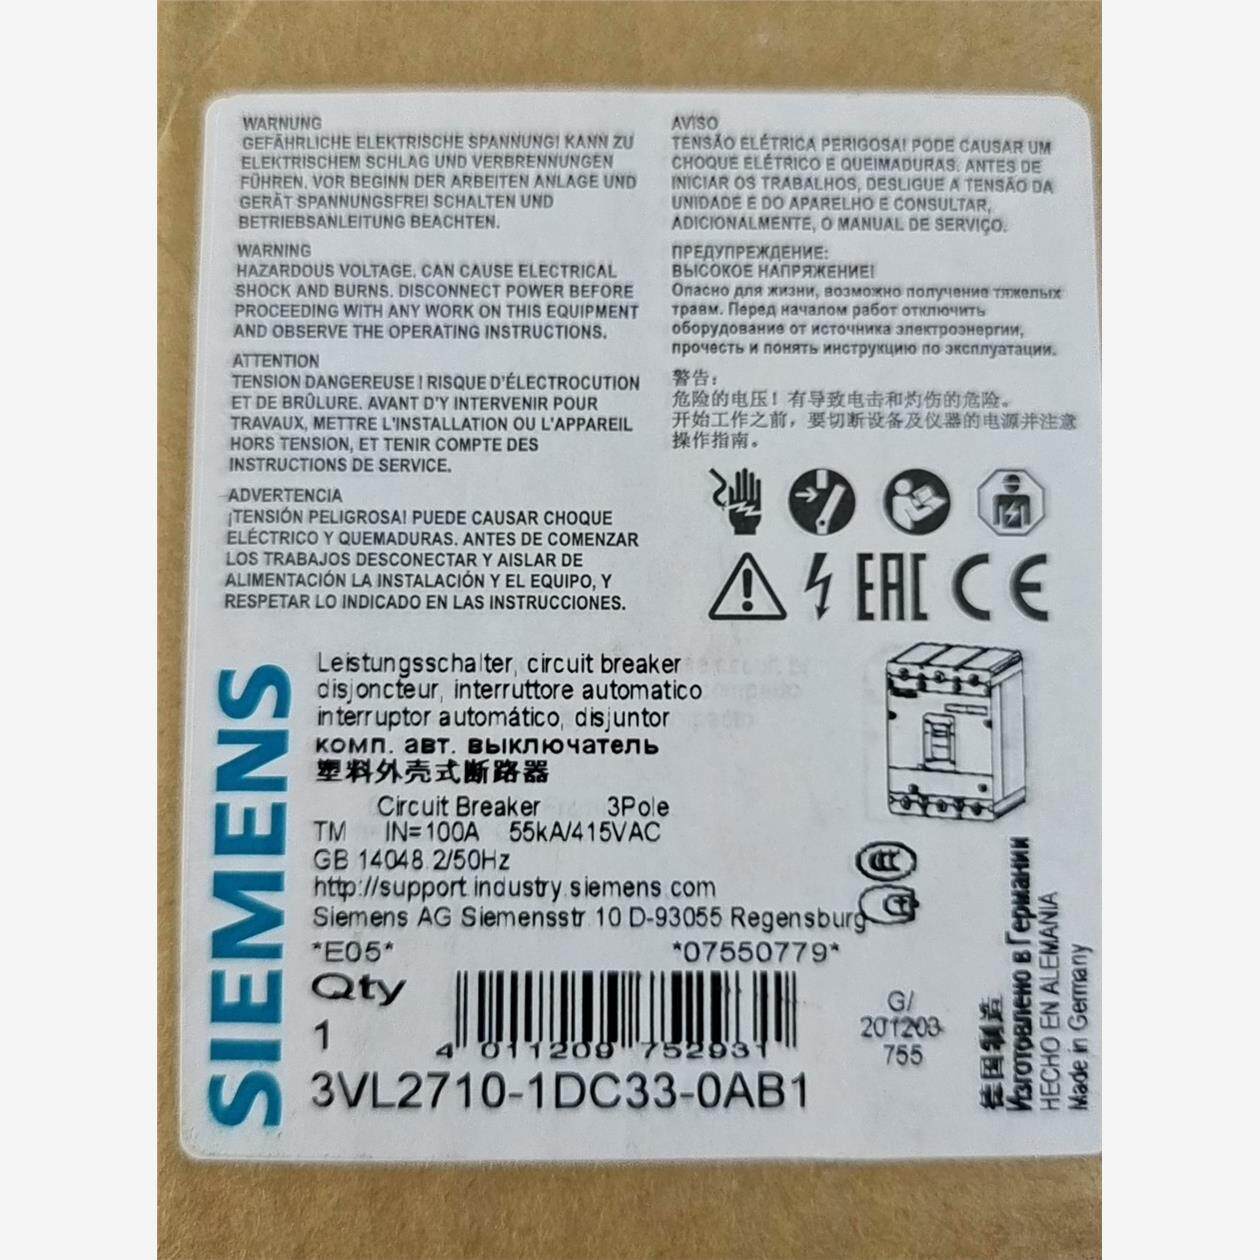 WARNUNG
GEFÄHRLICHE ELEKTRISCHE SPANNUNG! KANN ZU
ELEKTRISCHEM SCHLAG UND VERBRENNUNGEN
FÜHREN. VOR BEGINN DER ARBEITEN ANLAGE UND
GERÄT SPANNUNGSFREI SCHALTEN UND
BETRIEBSANLEITUNG BEACHTEN.
WARNING
HAZARDOUS VOLTAGE. CAN CAUSE ELECTRICAL
SHOCK AND BURNS. DISCONNECT POWER BEFORE
PROCEEDING WITH ANY WORK ON THIS EQUIPMENT
AND OBSERVE THE OPERATING INSTRUCTIONS.
ATTENTION
TENSION DANGEREUSE ! RISQUE D'ÉLECTROCUTION
ET DE BRÛLURE. AVANT D'Y INTERVENIR POUR
TRAVAUX, METTRE L'INSTALLATION OU L'APPAREIL
HORS TENSION, ET TENIR COMPTE DES
INSTRUCTIONS DE SERVICE.
ADVERTENCIA
¡TENSIÓN PELIGROSA! PUEDE CAUSAR CHOQUE
ELÉCTRICO Y QUEMADURAS. ANTES DE COMENZAR
LOS TRABAJOS DESCONECTAR Y AISLAR DE
ALIMENTACIÓN LA INSTALACIÓN Y EL EQUIPO, Y
RESPETAR LO INDICADO EN LAS INSTRUCCIONES.
AVISO
TENSÃO ELÉTRICA PERIGOSA! PODE CAUSAR UM
CHOQUE ELÉTRICO E QUEIMADURAS. ANTES DE
INICIAR OS TRABALHOS, DESLIGUE A TENSÃO DA
UNIDADE E DO APARELHO E CONSULTAR,
ADICIONALMENTE, O MANUAL DE SERVIÇO.
ПРЕДУПРЕЖДЕНИЕ:
ВЫСОКОЕ НАПРЯЖЕНИЕ!
Опасно для жизни, возможно получение тяжелых
травм. Перед началом работ отключить
оборудование от источника электроэнергии,
прочесть и понять инструкцию по эксплуатации.
警告：
危险的电压！有导致电击和灼伤的危险。
开始工作之前，要切断设备及仪器的电源并注意
操作指南。
EAC CE
SIEMENS
Leistungsschalter, circuit breaker
disjoncteur, interruttore automatico
interruptor automático, disjuntor
комп. авт. выключатель
塑料外壳式断路器
Circuit Breaker 3Pole
TM IN=100A 55kA/415VAC
GB 14048.2/50Hz
http://support.industry.siemens.com
Siemens AG Siemensstr.10 D-93055 Regensburg
*E05* *07550779*
Qty
1
4 011209 752931
3VL2710-1DC33-0AB1
CCC
G/
201203
755
德国制造
Изготовлено в Германии
HECHO EN ALEMANIA
Made in Germany